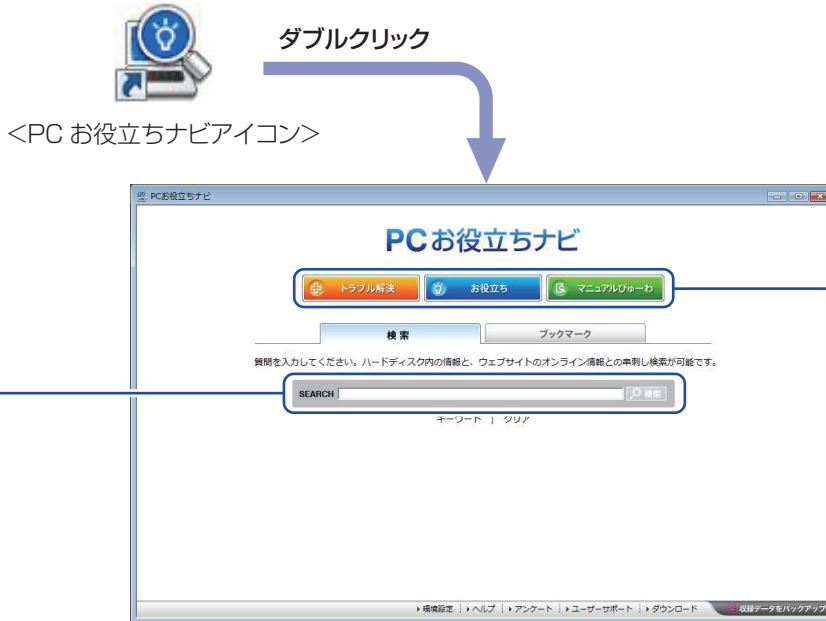 ダブルクリック
<PC お役立ちナビアイコン>
PCお役立ちナビ
PCお役立ちナビ
トラブル解決
お役立ち
マニュアルびゅーわ
検索
ブックマーク
質問を入力してください。ハードディスク内の情報と、ウェブサイトのオンライン情報との串刺し検索が可能です。
SEARCH
検索
キーワード | クリア
環境設定 | ヘルプ | アンケート | ユーザーサポート | ダウンロード
収録データをバックアップ